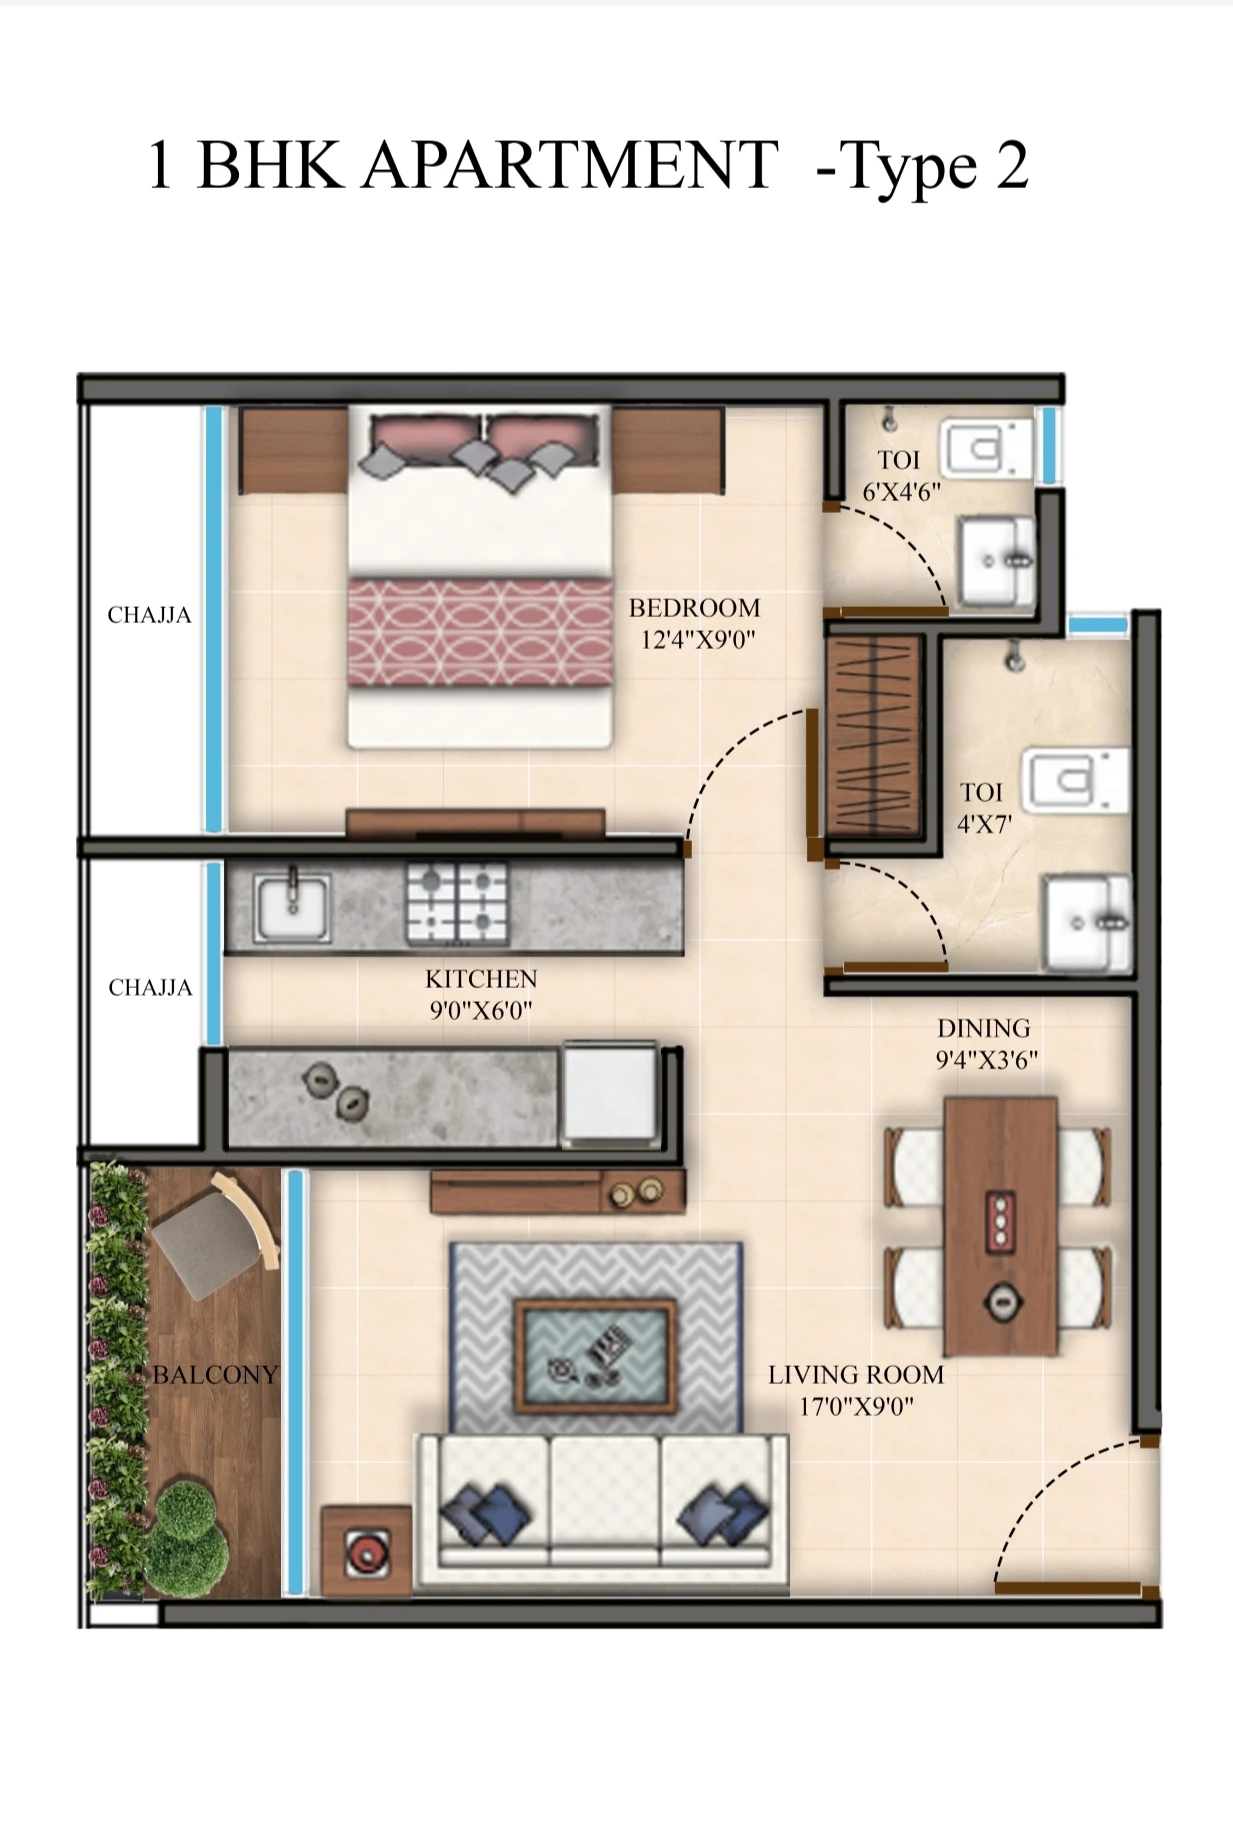 1 BHK APARTMENT -Type 2
TOI
6'X4'6"
CHAJJA
BEDROOM
12'4"X9'0"
TOI
4'X7'
CHAJJA
KITCHEN
9'0"X6'0"
DINING
9'4"X3'6"
BALCONY
LIVING ROOM
17'0"X9'0"